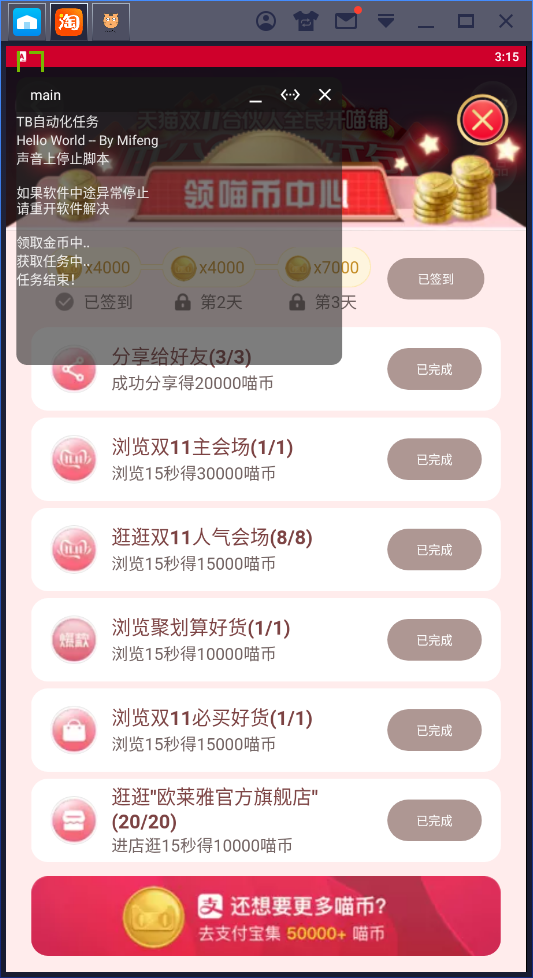 淘
3:15
main
天猫双11合伙人全民开喵铺
TB自动化任务
Hello World -- By Mifeng
声音上停止脚本
如果软件中途异常停止
请重开软件解决
领喵币中心
领取金币中..
获取任务中..
任务结束!
x4000
x4000
x7000
已签到
已签到
第2天
第3天
分享给好友(3/3)
成功分享得20000喵币
已完成
浏览双11主会场(1/1)
浏览15秒得30000喵币
已完成
逛逛双11人气会场(8/8)
浏览15秒得15000喵币
已完成
浏览聚划算好货(1/1)
浏览15秒得10000喵币
已完成
浏览双11必买好货(1/1)
浏览15秒得15000喵币
已完成
逛逛"欧莱雅官方旗舰店"
(20/20)
进店逛15秒得10000喵币
已完成
支 还想要更多喵币?
去支付宝集 50000+ 喵币